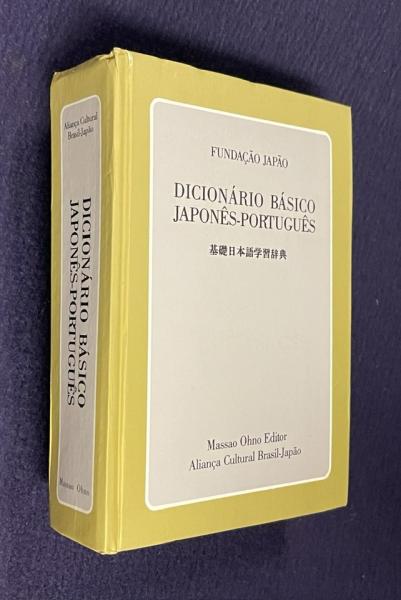 FUNDAÇÃO JAPÃO
DICIONÁRIO BÁSICO
JAPONÊS-PORTUGUÊS
基礎日本語学習辞典
Massao Ohno Editor
Aliança Cultural Brasil-Japão
Aliança Cultural
Brasil-Japão
DICIONÁRIO BÁSICO
JAPONÊS-PORTUGUÊS
Massao Ohno